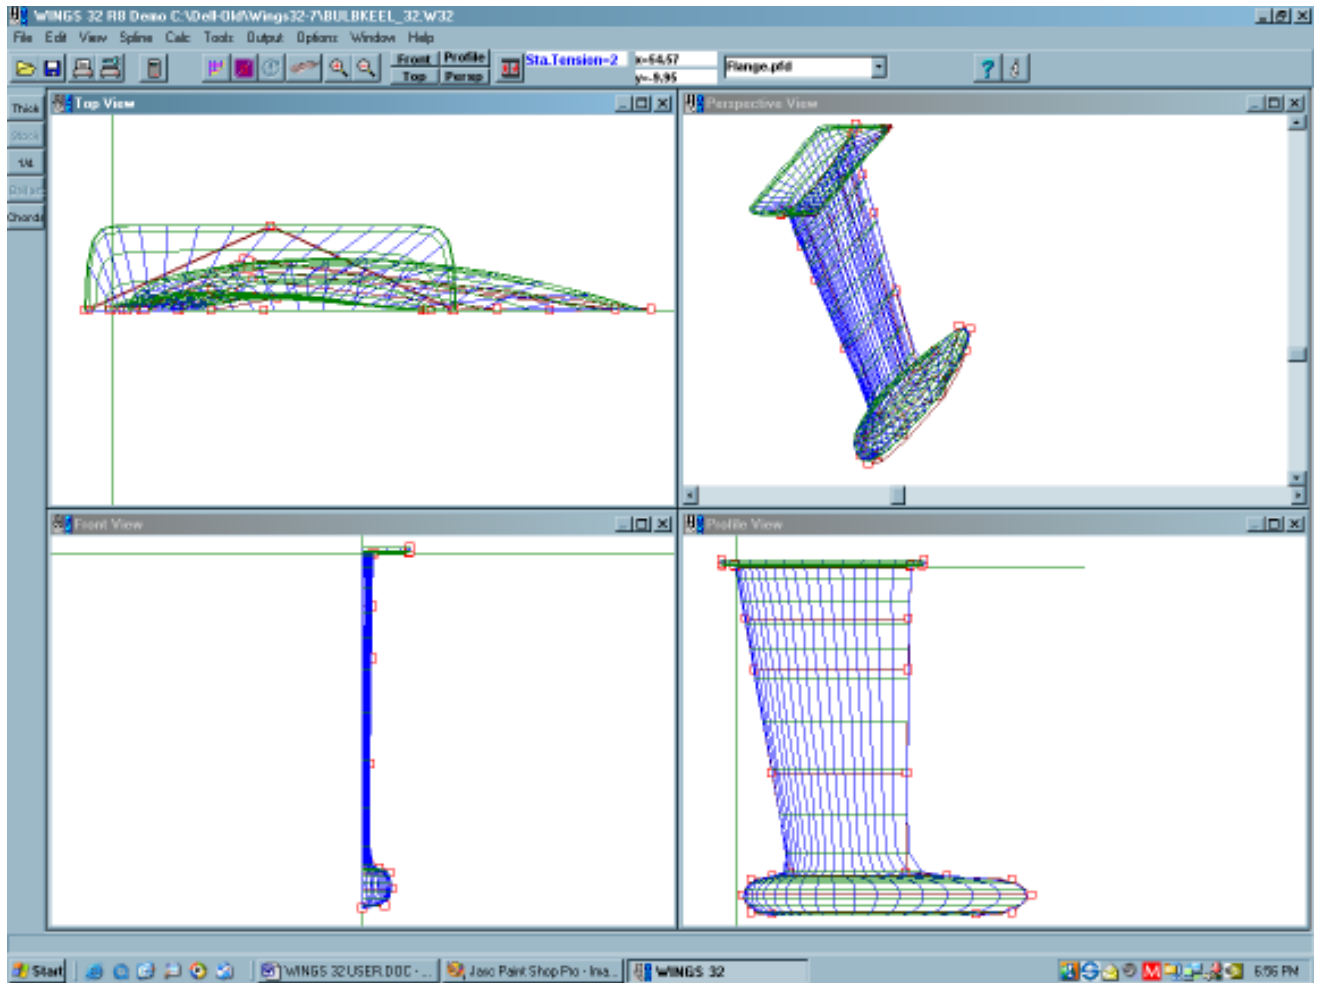 WINGS 32 R8 Demo C:\Dell-Old\Wings32-7\BULBKEEL_32.W32
File Edit View Spline Calc Tools Output Options Window Help
Front Profile Sta.Tension=2 x=64.57 Flange.pfd
Top Persp y=-9.95
Thick Top View Perspective View
Stock
1/4
Chords
Front View Profile View
Start WINGS 32USER.DOC - ... Jasc Paint Shop Pro - Ima... WINGS 32 6:56 PM